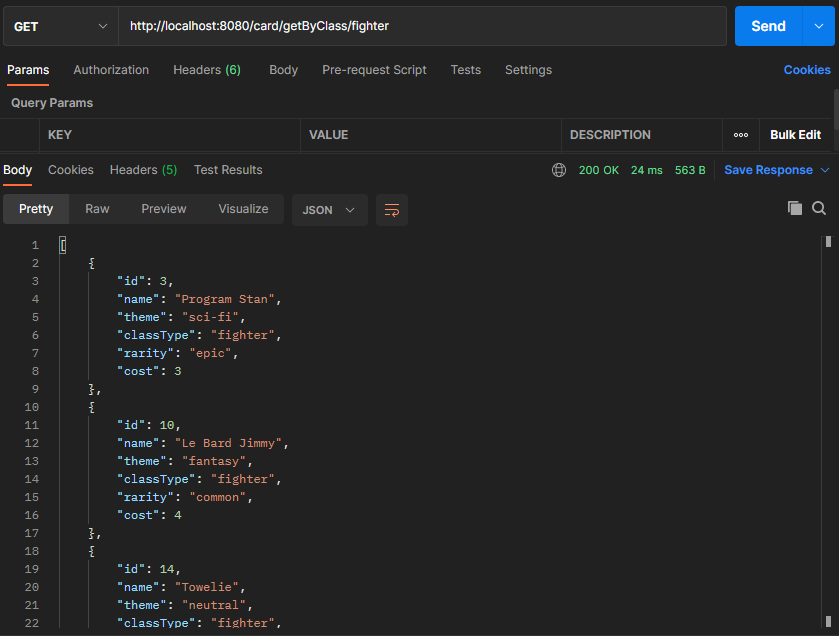 GET http://localhost:8080/card/getByClass/fighter Send
Params Authorization Headers (6) Body Pre-request Script Tests Settings Cookies
Query Params
KEY VALUE DESCRIPTION ooo Bulk Edit
Body Cookies Headers (5) Test Results 200 OK 24 ms 563 B Save Response
Pretty Raw Preview Visualize JSON
1 [
2 {
3 "id": 3,
4 "name": "Program Stan",
5 "theme": "sci-fi",
6 "classType": "fighter",
7 "rarity": "epic",
8 "cost": 3
9 },
10 {
11 "id": 10,
12 "name": "Le Bard Jimmy",
13 "theme": "fantasy",
14 "classType": "fighter",
15 "rarity": "common",
16 "cost": 4
17 },
18 {
19 "id": 14,
20 "name": "Towelie",
21 "theme": "neutral",
22 "classType": "fighter",